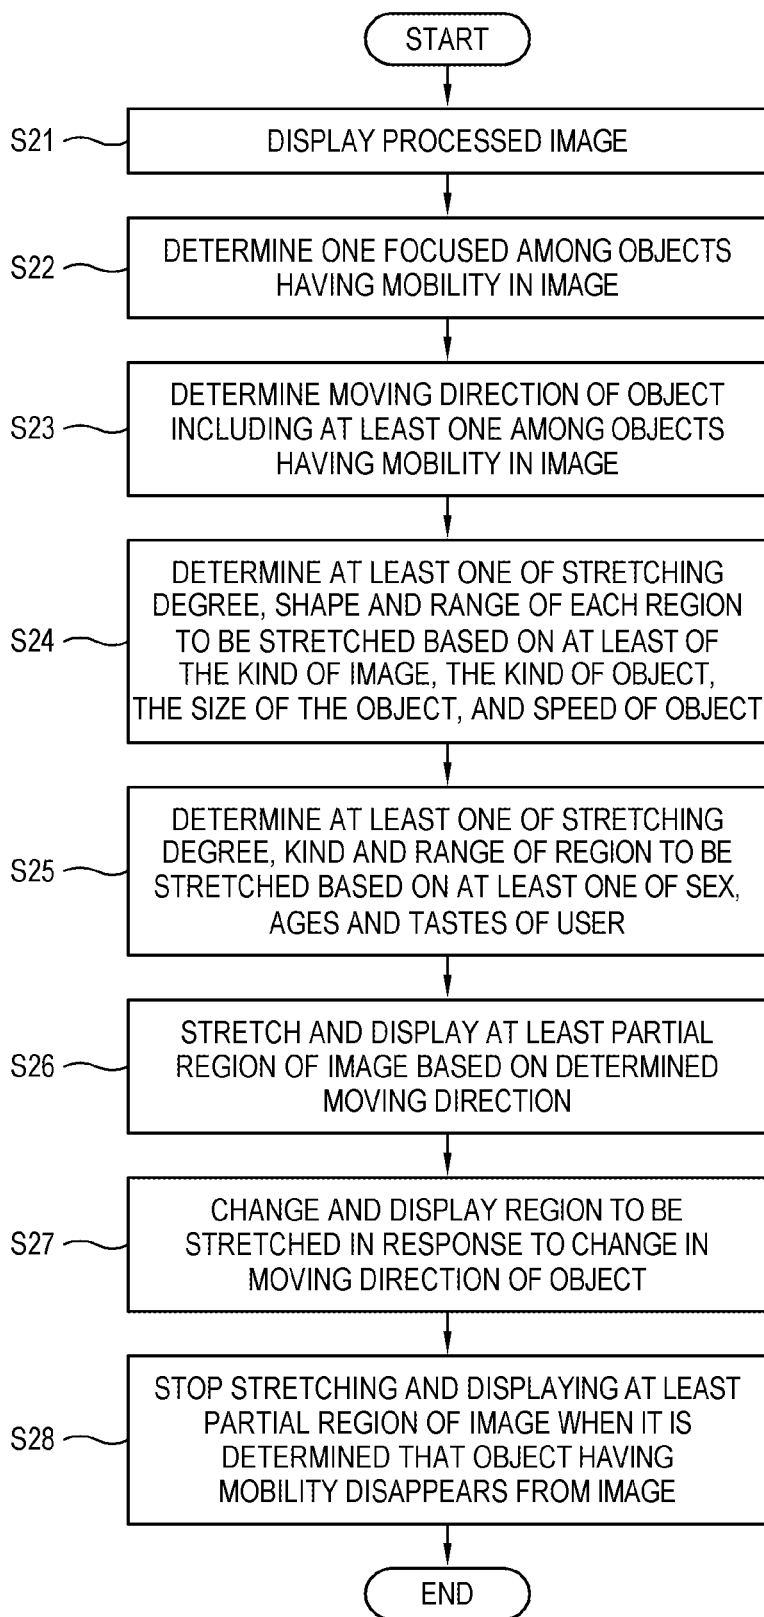 START
S21
DISPLAY PROCESSED IMAGE
S22
DETERMINE ONE FOCUSED AMONG OBJECTS
HAVING MOBILITY IN IMAGE
S23
DETERMINE MOVING DIRECTION OF OBJECT
INCLUDING AT LEAST ONE AMONG OBJECTS
HAVING MOBILITY IN IMAGE
S24
DETERMINE AT LEAST ONE OF STRETCHING
DEGREE, SHAPE AND RANGE OF EACH REGION
TO BE STRETCHED BASED ON AT LEAST OF
THE KIND OF IMAGE, THE KIND OF OBJECT,
THE SIZE OF THE OBJECT, AND SPEED OF OBJECT
S25
DETERMINE AT LEAST ONE OF STRETCHING
DEGREE, KIND AND RANGE OF REGION TO BE
STRETCHED BASED ON AT LEAST ONE OF SEX,
AGES AND TASTES OF USER
S26
STRETCH AND DISPLAY AT LEAST PARTIAL
REGION OF IMAGE BASED ON DETERMINED
MOVING DIRECTION
S27
CHANGE AND DISPLAY REGION TO BE
STRETCHED IN RESPONSE TO CHANGE IN
MOVING DIRECTION OF OBJECT
S28
STOP STRETCHING AND DISPLAYING AT LEAST
PARTIAL REGION OF IMAGE WHEN IT IS
DETERMINED THAT OBJECT HAVING
MOBILITY DISAPPEARS FROM IMAGE
END